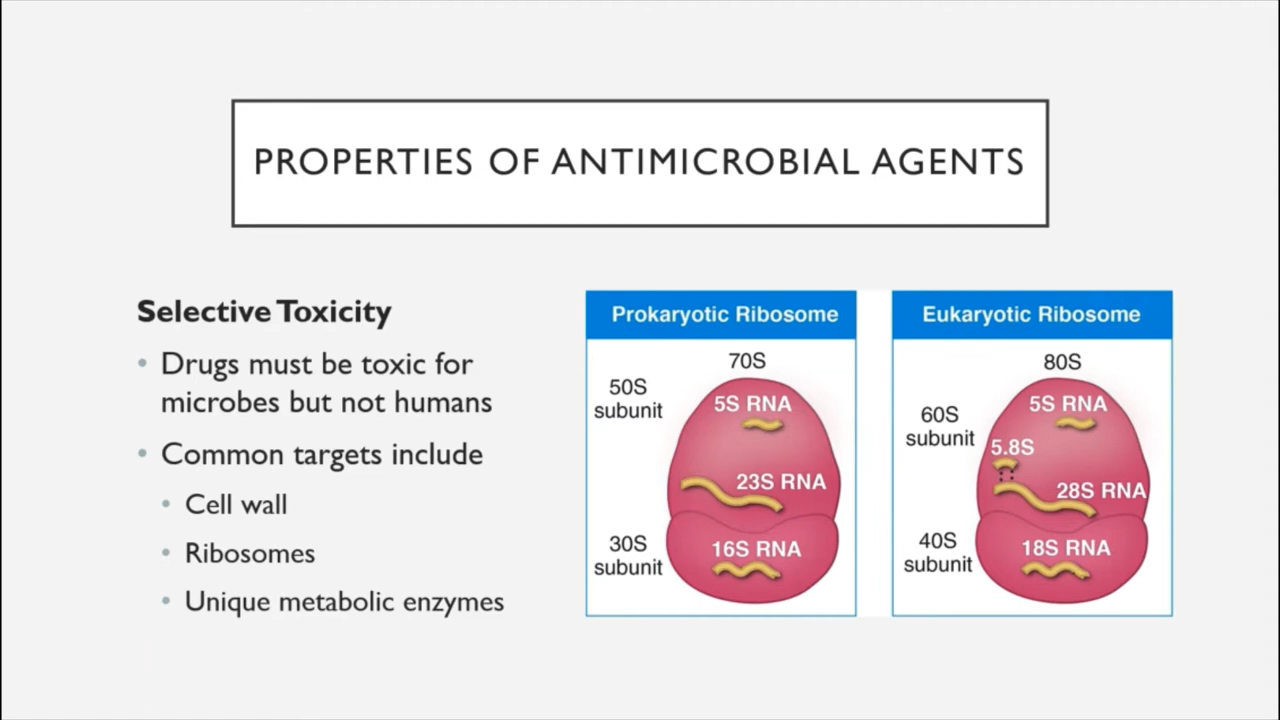 PROPERTIES OF ANTIMICROBIAL AGENTS
Selective Toxicity
• Drugs must be toxic for
microbes but not humans
• Common targets include
• Cell wall
• Ribosomes
• Unique metabolic enzymes
Prokaryotic Ribosome
70S
50S
subunit
5S RNA
23S RNA
30S
subunit
16S RNA
Eukaryotic Ribosome
80S
60S
subunit
5S RNA
5.8S
28S RNA
40S
subunit
18S RNA